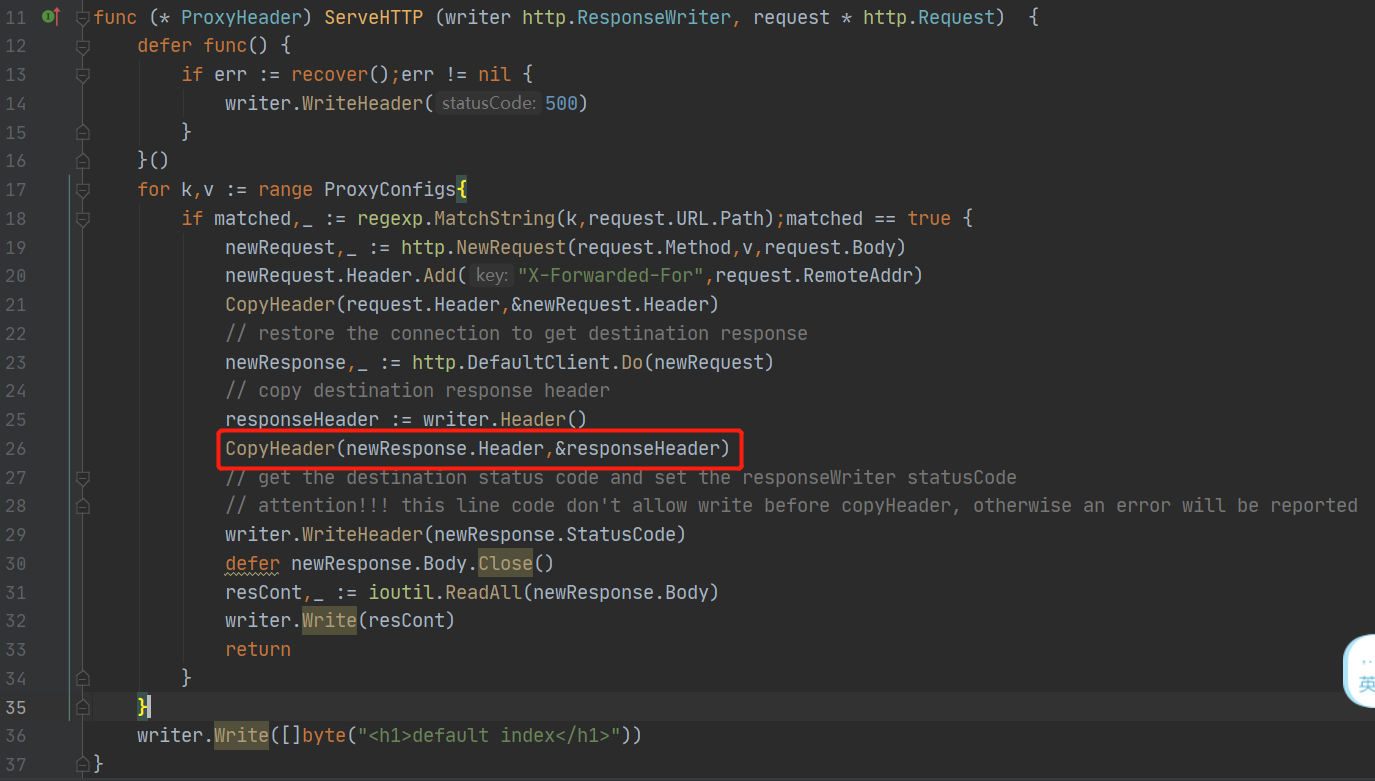 11 func (* ProxyHeader) ServeHTTP (writer http.ResponseWriter, request * http.Request)  {
12     defer func() {
13         if err := recover();err != nil {
14             writer.WriteHeader( statusCode: 500)
15         }
16     }()
17     for k,v := range ProxyConfigs{
18         if matched,_ := regexp.MatchString(k,request.URL.Path);matched == true {
19             newRequest,_ := http.NewRequest(request.Method,v,request.Body)
20             newRequest.Header.Add( key: "X-Forwarded-For",request.RemoteAddr)
21             CopyHeader(request.Header,&newRequest.Header)
22             // restore the connection to get destination response
23             newResponse,_ := http.DefaultClient.Do(newRequest)
24             // copy destination response header
25             responseHeader := writer.Header()
26             CopyHeader(newResponse.Header,&responseHeader)
27             // get the destination status code and set the responseWriter statusCode
28             // attention!!! this line code don't allow write before copyHeader, otherwise an error will be reported
29             writer.WriteHeader(newResponse.StatusCode)
30             defer newResponse.Body.Close()
31             resCont,_ := ioutil.ReadAll(newResponse.Body)
32             writer.Write(resCont)
33             return
34         }
35     }
36     writer.Write([]byte("<h1>default index</h1>"))
37 }
英